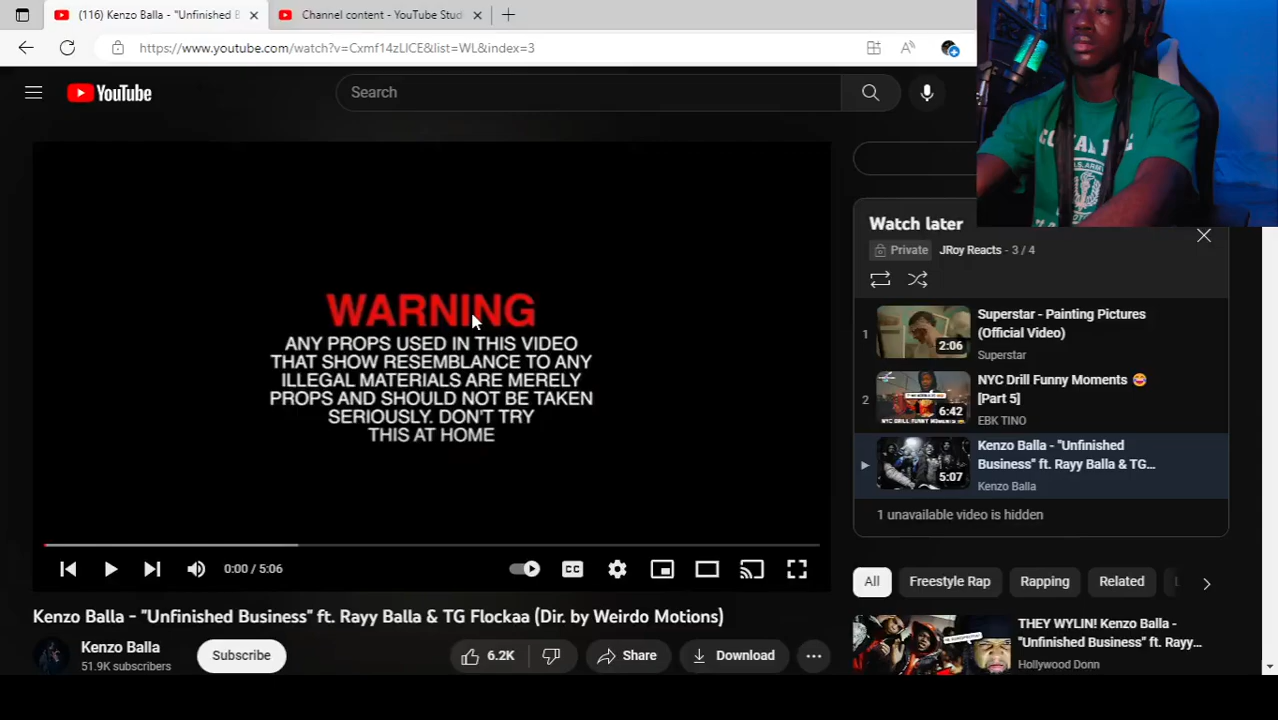 (116) Kenzo Balla - "Unfinished B
Channel content - YouTube Stud
https://www.youtube.com/watch?v=Cxmf14zLlCE&list=WL&index=3
YouTube
Search
WARNING
ANY PROPS USED IN THIS VIDEO
THAT SHOW RESEMBLANCE TO ANY
ILLEGAL MATERIALS ARE MERELY
PROPS AND SHOULD NOT BE TAKEN
SERIOUSLY. DON'T TRY
THIS AT HOME
0:00 / 5:06
CC
Kenzo Balla - "Unfinished Business" ft. Rayy Balla & TG Flockaa (Dir. by Weirdo Motions)
Kenzo Balla
51.9K subscribers
Subscribe
6.2K
Share
Download
Watch later
Private
JRoy Reacts - 3 / 4
1
2:06
Superstar - Painting Pictures
(Official Video)
Superstar
2
6:42
NYC Drill Funny Moments 😂
[Part 5]
EBK TINO
5:07
Kenzo Balla - "Unfinished
Business" ft. Rayy Balla & TG...
Kenzo Balla
1 unavailable video is hidden
All
Freestyle Rap
Rapping
Related
THEY WYLIN! Kenzo Balla -
"Unfinished Business" ft. Rayy...
Hollywood Donn